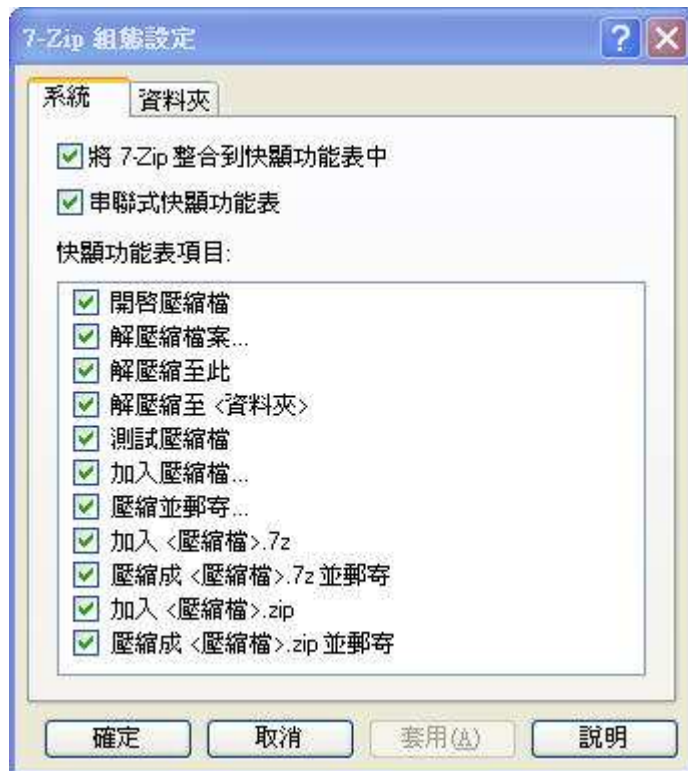 7-Zip 組態設定
系統 資料夾
將 7-Zip 整合到快顯功能表中
串聯式快顯功能表
快顯功能表項目:
開啓壓縮檔
解壓縮檔案...
解壓縮至此
解壓縮至 <資料夾>
測試壓縮檔
加入壓縮檔...
壓縮並郵寄...
加入 <壓縮檔>.7z
壓縮成 <壓縮檔>.7z 並郵寄
加入 <壓縮檔>.zip
壓縮成 <壓縮檔>.zip 並郵寄
確定 取消 套用(A) 說明